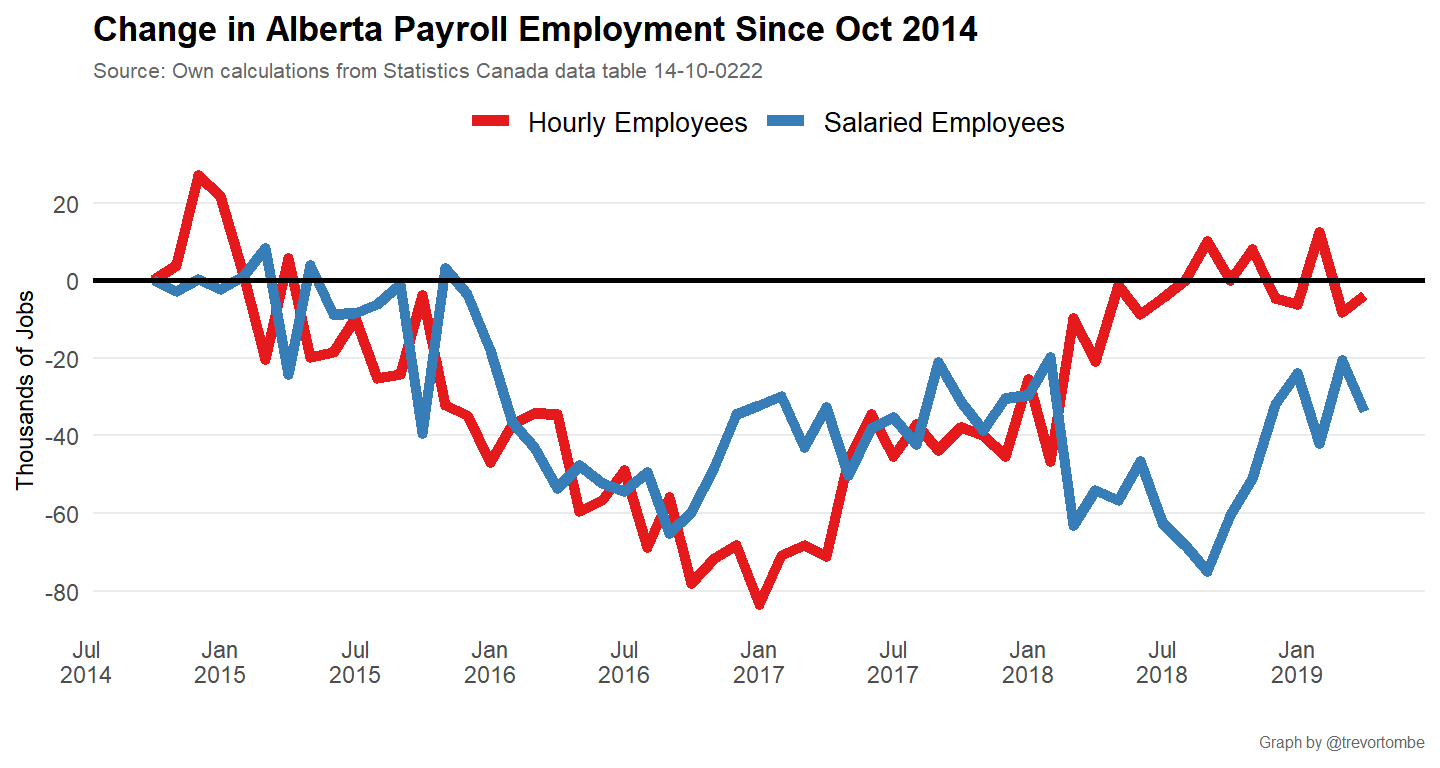 Change in Alberta Payroll Employment Since Oct 2014
Source: Own calculations from Statistics Canada data table 14-10-0222
Hourly Employees Salaried Employees
Thousands of Jobs
20
0
-20
-40
-60
-80
Jul Jan Jul Jan Jul Jan Jul Jan Jul Jan
2014 2015 2015 2016 2016 2017 2017 2018 2018 2019
Graph by @trevortombe